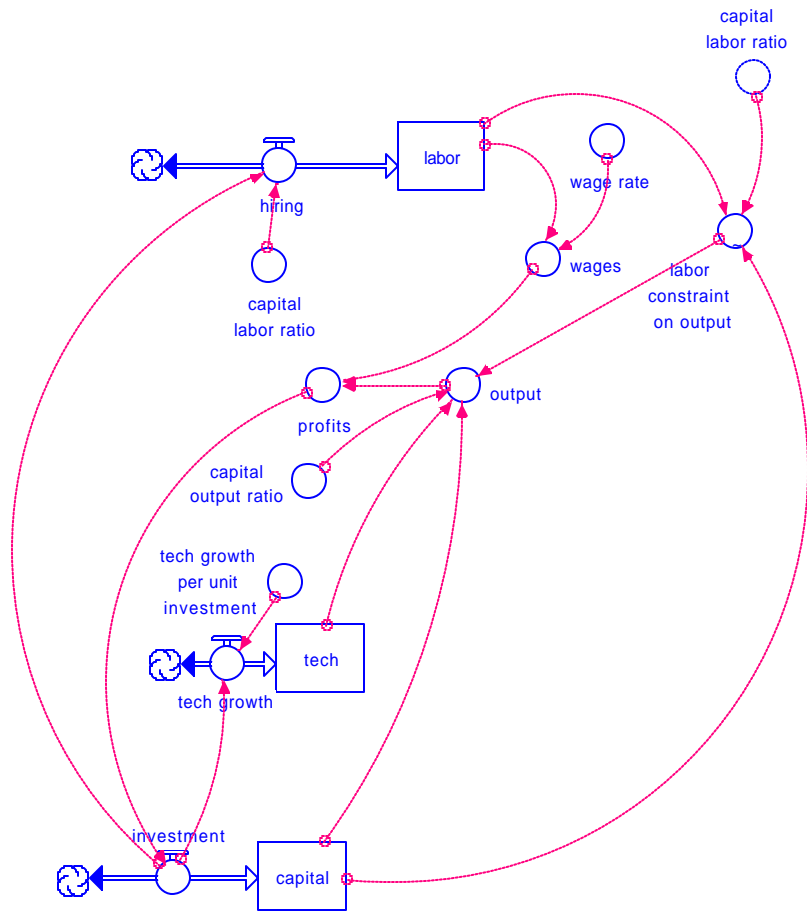 capital
labor ratio
labor
wage rate
hiring
wages
labor
constraint
on output
capital
labor ratio
output
profits
capital
output ratio
tech growth
per unit
investment
tech
tech growth
investment
capital